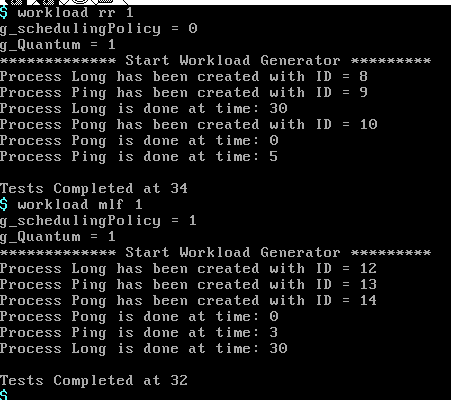 $ workload rr 1
g_schedulingPolicy = 0
g_Quantum = 1
************* Start Workload Generator *********
Process Long has been created with ID = 8
Process Ping has been created with ID = 9
Process Long is done at time: 30
Process Pong has been created with ID = 10
Process Pong is done at time: 0
Process Ping is done at time: 5
Tests Completed at 34
$ workload mlf 1
g_schedulingPolicy = 1
g_Quantum = 1
************* Start Workload Generator *********
Process Long has been created with ID = 12
Process Ping has been created with ID = 13
Process Pong has been created with ID = 14
Process Pong is done at time: 0
Process Ping is done at time: 3
Process Long is done at time: 30
Tests Completed at 32
$